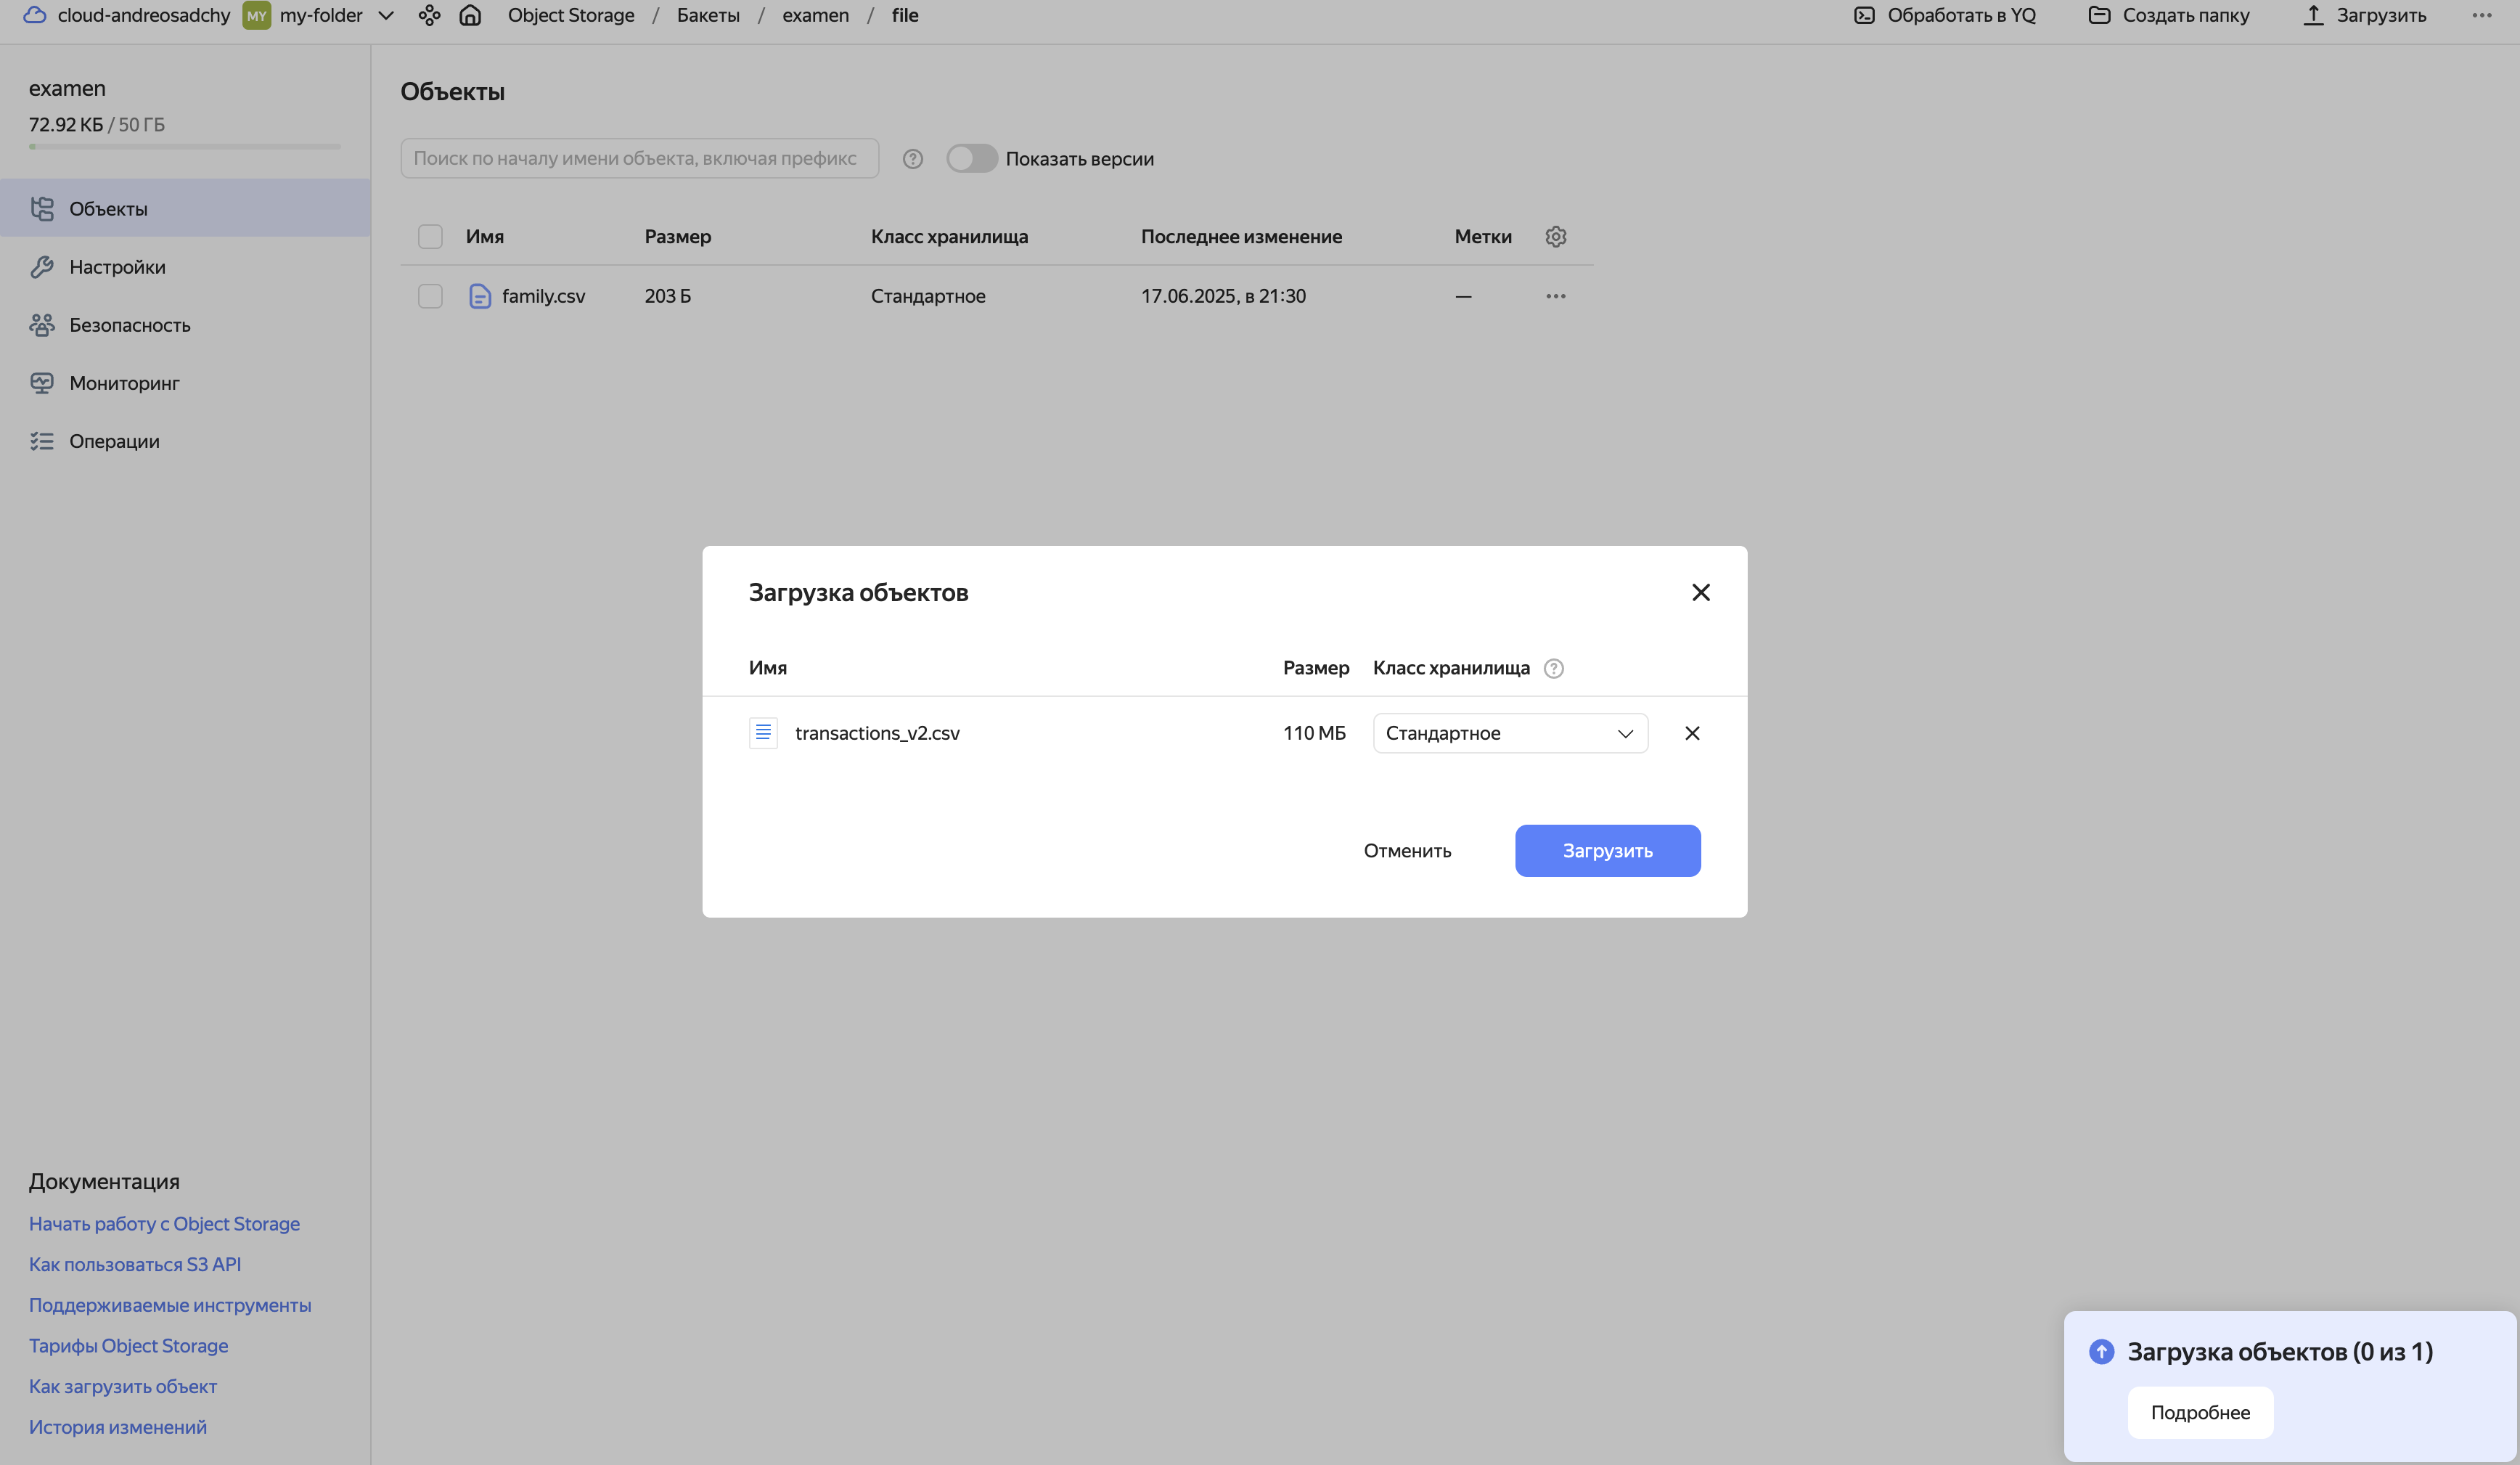 cloud-andreosadchy MY my-folder Object Storage / Бакеты / examen / file Обработать в YQ Создать папку Загрузить
examen
72.92 КБ / 50 ГБ
Объекты
Настройки
Безопасность
Мониторинг
Операции
Документация
Начать работу с Object Storage
Как пользоваться S3 API
Поддерживаемые инструменты
Тарифы Object Storage
Как загрузить объект
История изменений
Объекты
Поиск по началу имени объекта, включая префикс ? Показать версии
Имя Размер Класс хранилища Последнее изменение Метки
family.csv 203 Б Стандартное 17.06.2025, в 21:30 —
Загрузка объектов
Имя Размер Класс хранилища ?
transactions_v2.csv 110 МБ Стандартное
Отменить Загрузить
Загрузка объектов (0 из 1)
Подробнее